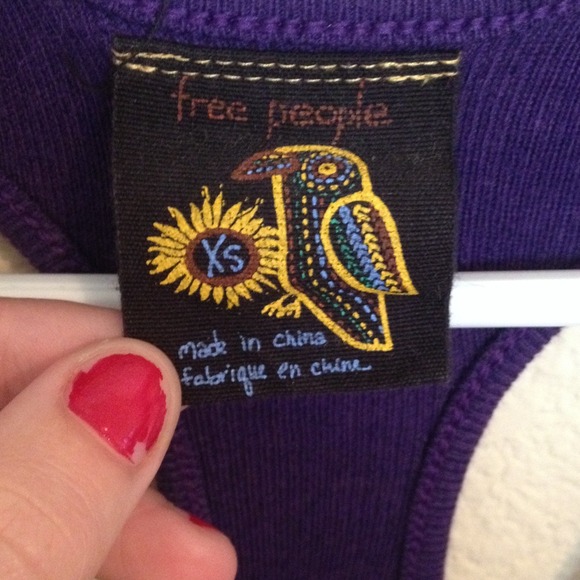 free people
Xs
made in china
fabrique en chine